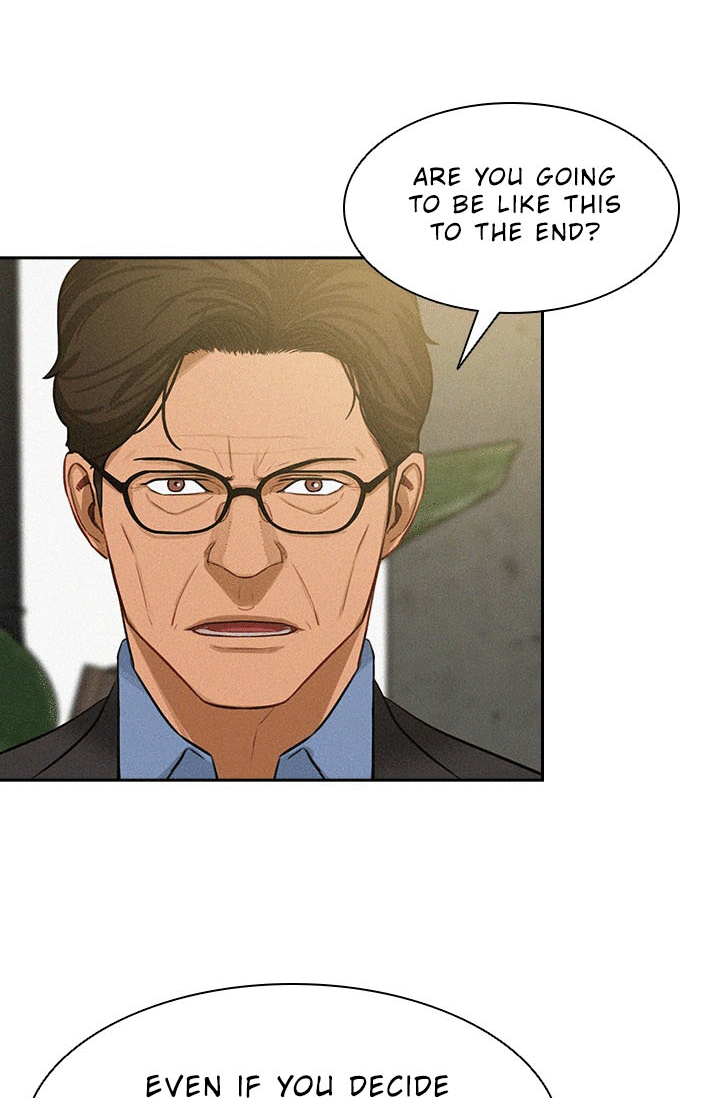 ARE YOU GOING
TO BE LIKE THIS
TO THE END?
EVEN IF YOU DECIDE